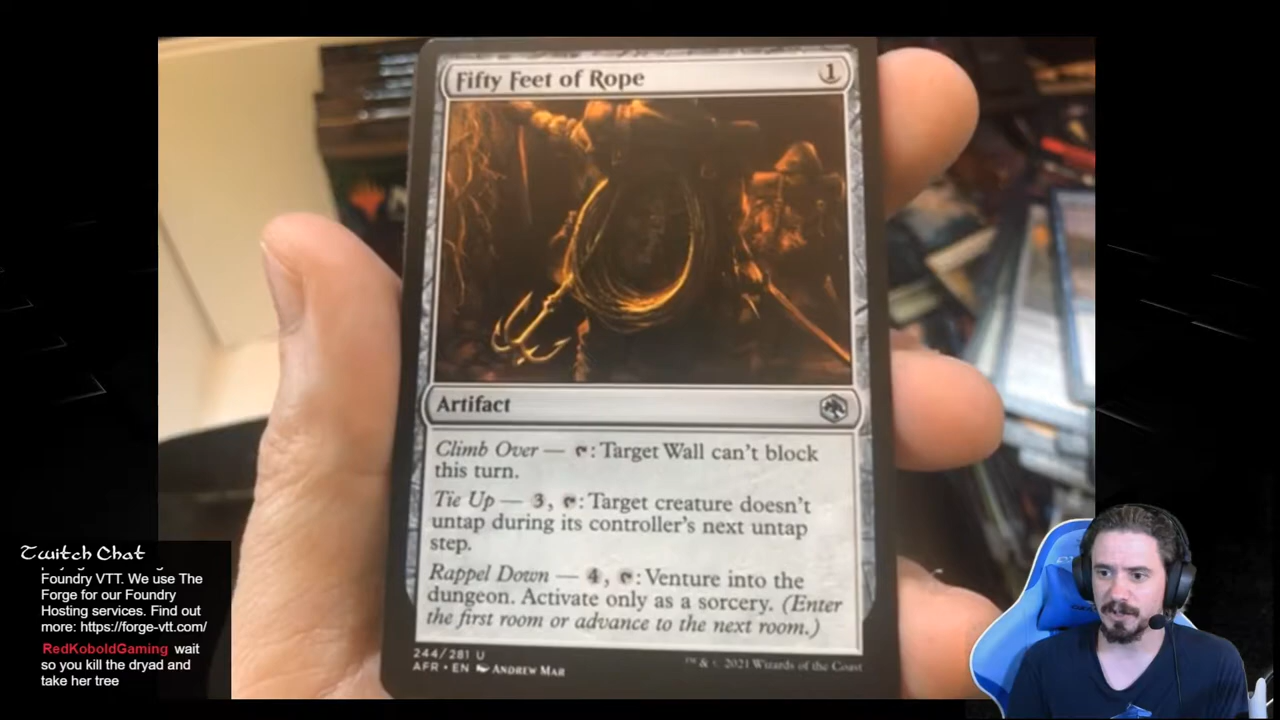 Fifty Feet of Rope 1
Artifact
Climb Over — : Target Wall can't block
this turn.
Tie Up — 3, : Target creature doesn't
untap during its controller's next untap
step.
Rappel Down — 4, : Venture into the
dungeon. Activate only as a sorcery. (Enter
the first room or advance to the next room.)
244/281 U
AFR • EN ANDREW MAR
™ & © 2021 Wizards of the Coast
Twitch Chat
Foundry VTT. We use The
Forge for our Foundry
Hosting services. Find out
more: https://forge-vtt.com/
RedKoboldGaming wait
so you kill the dryad and
take her tree